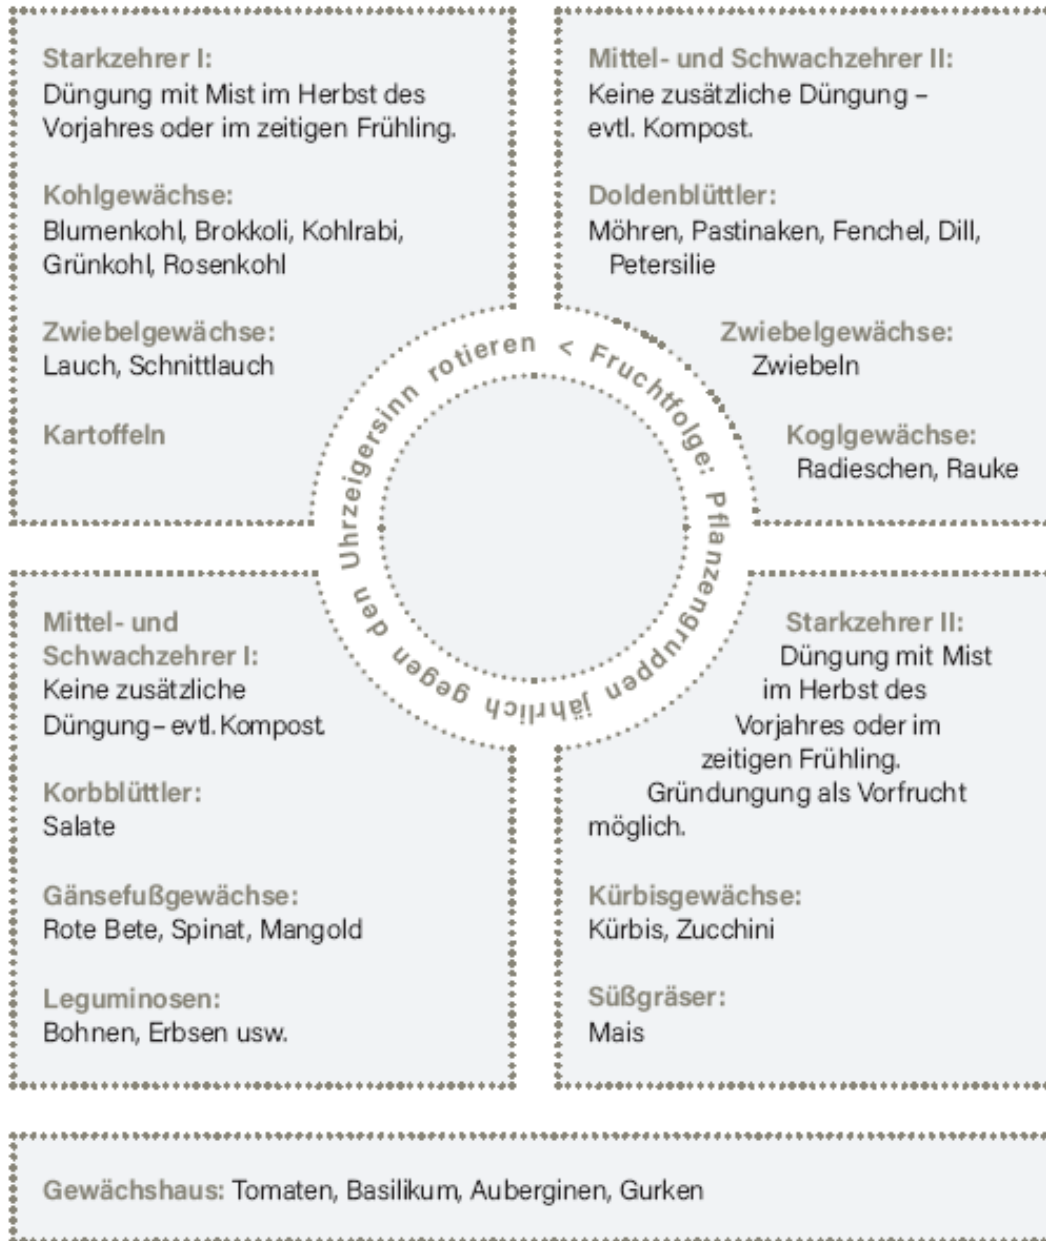 Starkzehrer I:
Düngung mit Mist im Herbst des
Vorjahres oder im zeitigen Frühling.
Kohlgewächse:
Blumenkohl, Brokkoli, Kohlrabi,
Grünkohl, Rosenkohl
Zwiebelgewächse:
Lauch, Schnittlauch
Kartoffeln
Mittel- und Schwachzehrer II:
Keine zusätzliche Düngung –
evtl. Kompost.
Doldenblüttler:
Möhren, Pastinaken, Fenchel, Dill,
Petersilie
Zwiebelgewächse:
Zwiebeln
Koglgewächse:
Radieschen, Rauke
< Fruchtfolge: Pflanzengruppen jährlich gegen den Uhrzeigersinn rotieren
Mittel- und
Schwachzehrer I:
Keine zusätzliche
Düngung – evtl. Kompost.
Korbblüttler:
Salate
Gänsefußgewächse:
Rote Bete, Spinat, Mangold
Leguminosen:
Bohnen, Erbsen usw.
Starkzehrer II:
Düngung mit Mist
im Herbst des
Vorjahres oder im
zeitigen Frühling.
Gründungung als Vorfrucht
möglich.
Kürbisgewächse:
Kürbis, Zucchini
Süßgräser:
Mais
Gewächshaus: Tomaten, Basilikum, Auberginen, Gurken